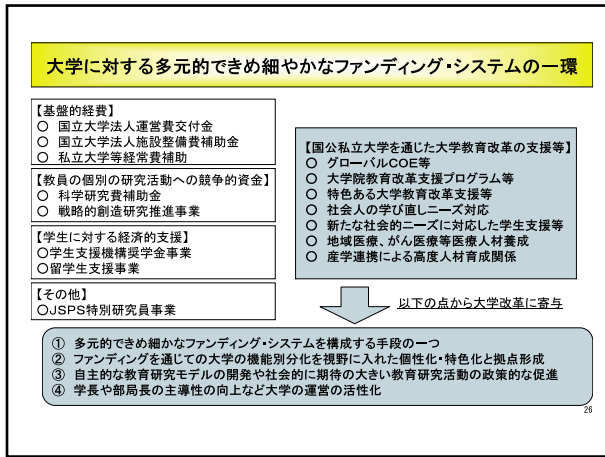 大学に対する多元的できめ細やかなファンディング・システムの一環
【基盤的経費】
○ 国立大学法人運営費交付金
○ 国立大学法人施設整備費補助金
○ 私立大学等経常費補助
【教員の個別の研究活動への競争的資金】
○ 科学研究費補助金
○ 戦略的創造研究推進事業
【学生に対する経済的支援】
○学生支援機構奨学金事業
○留学生支援事業
【その他】
○JSPS特別研究員事業
【国公私立大学を通じた大学教育改革の支援等】
○ グローバルCOE等
○ 大学院教育改革支援プログラム等
○ 特色ある大学教育改革支援等
○ 社会人の学び直しニーズ対応
○ 新たな社会的ニーズに対応した学生支援等
○ 地域医療、がん医療等医療人材養成
○ 産学連携による高度人材育成関係
以下の点から大学改革に寄与
① 多元的できめ細かなファンディング・システムを構成する手段の一つ
② ファンディングを通じての大学の機能別分化を視野に入れた個性化・特色化と拠点形成
③ 自主的な教育研究モデルの開発や社会的に期待の大きい教育研究活動の政策的な促進
④ 学長や部局長の主導性の向上など大学の運営の活性化
26